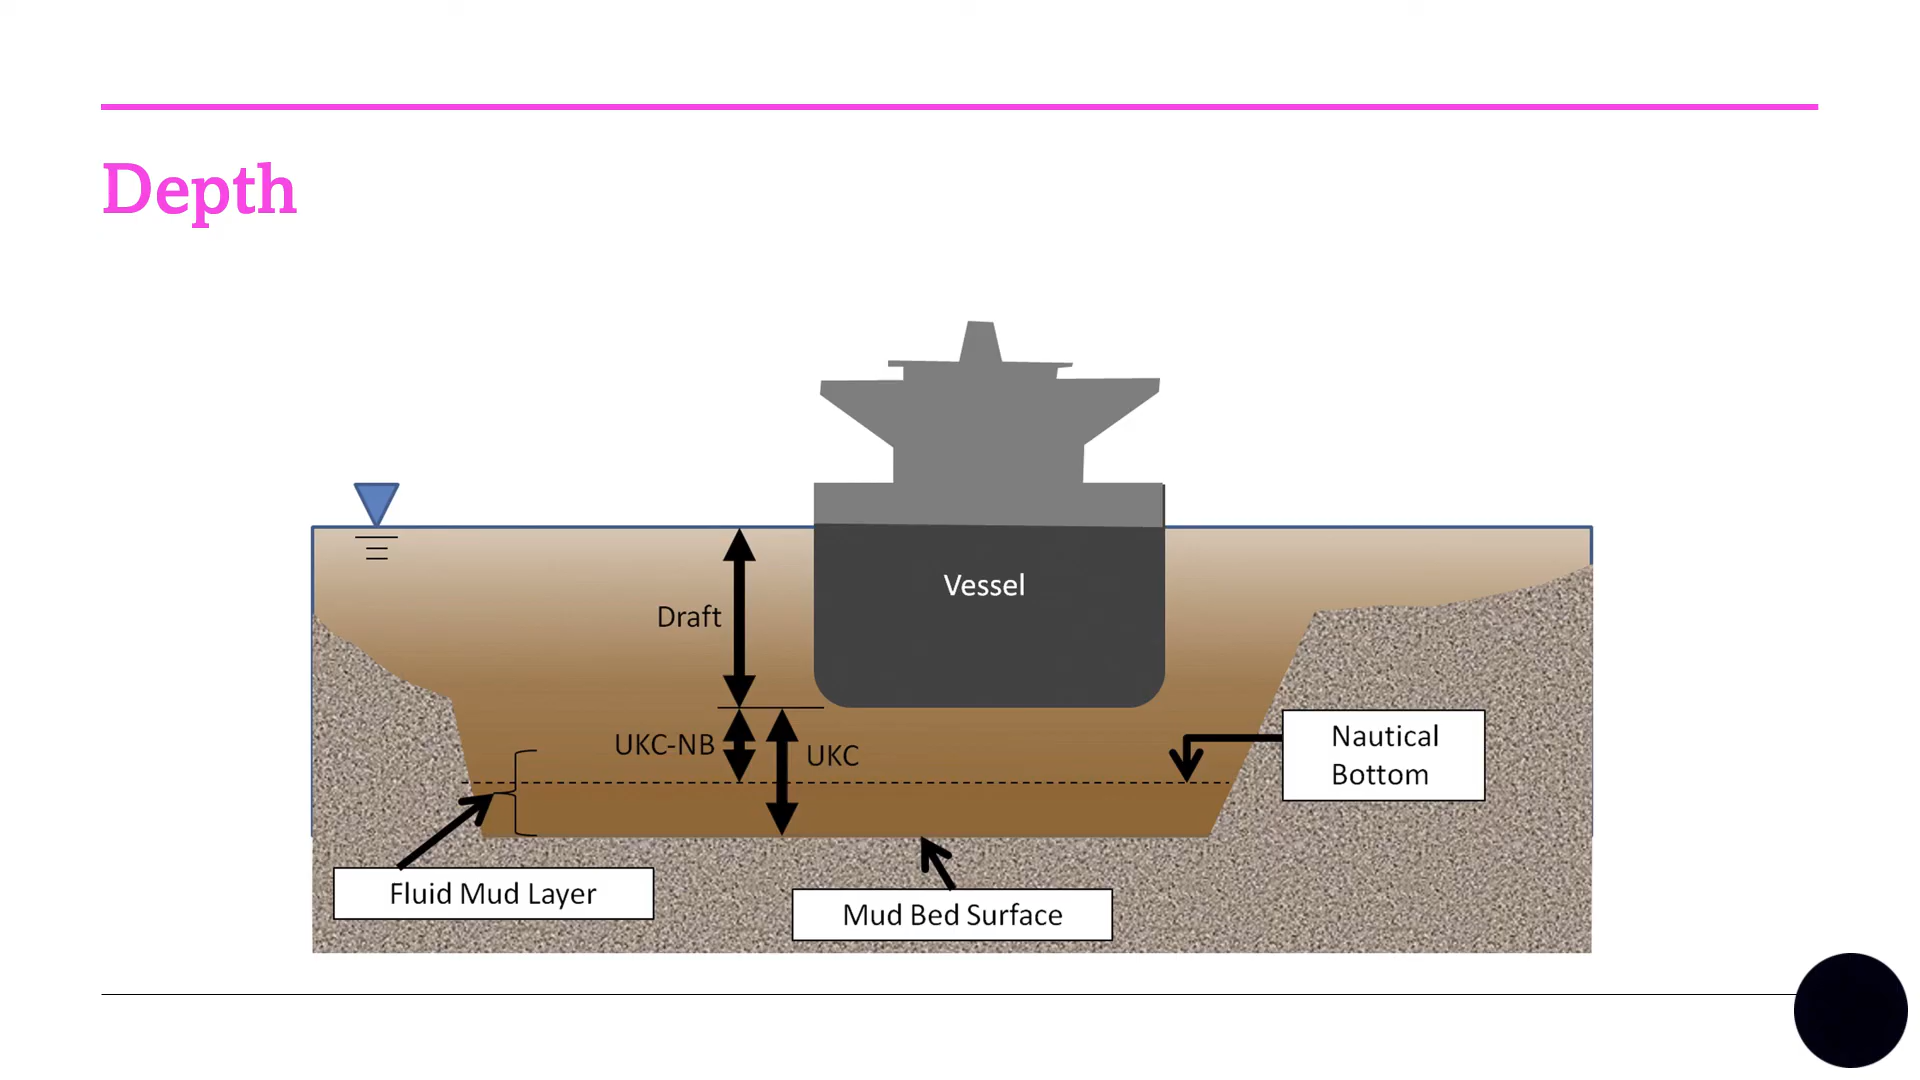 Depth
Vessel
Draft
UKC-NB
UKC
Nautical
Bottom
Fluid Mud Layer
Mud Bed Surface